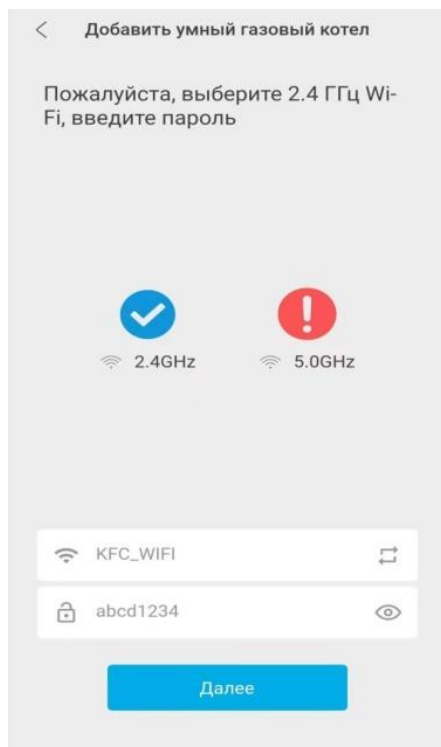 Добавить умный газовый котел
Пожалуйста, выберите 2.4 ГГц Wi-
Fi, введите пароль
2.4GHz 5.0GHz
KFC_WIFI
abcd1234
Далее